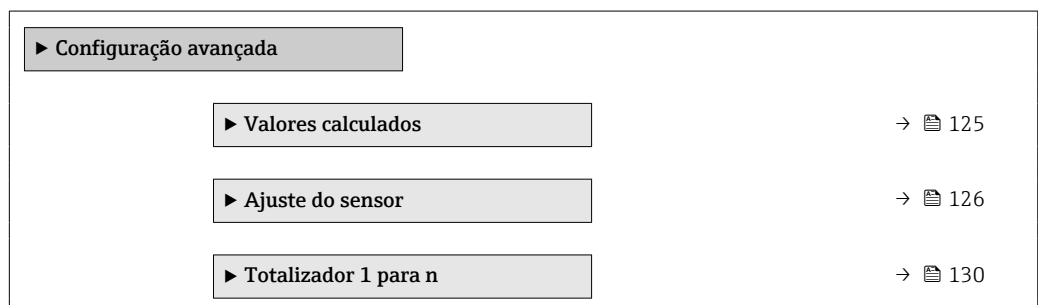 ▶ Configuração avançada
▶ Valores calculados → 125
▶ Ajuste do sensor → 126
▶ Totalizador 1 para n → 130